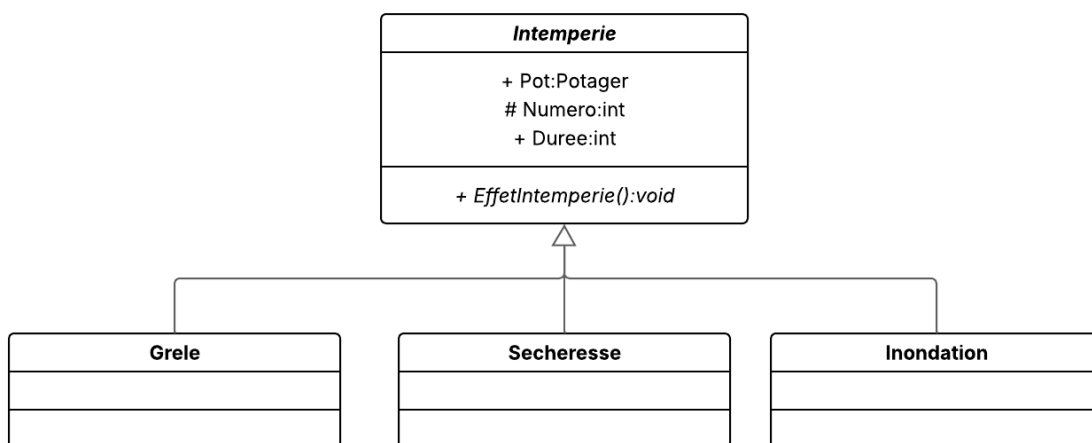 Intemperie
+ Pot:Potager
# Numero:int
+ Duree:int
+ EffetIntemperie():void
Grele
Secheresse
Inondation